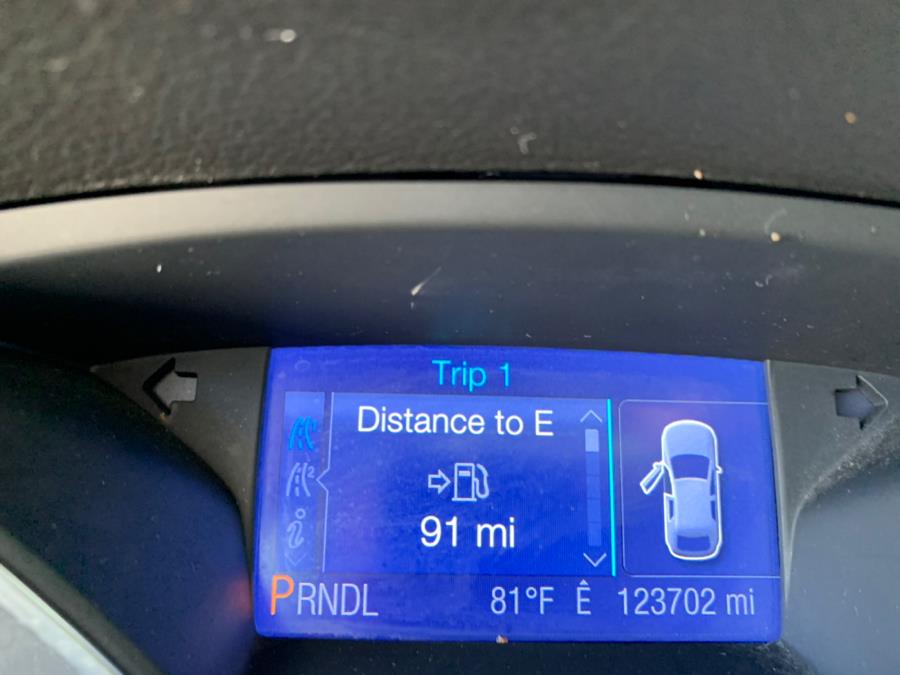 Trip 1
Distance to E
91 mi
PRNDL 81°F Ê 123702 mi